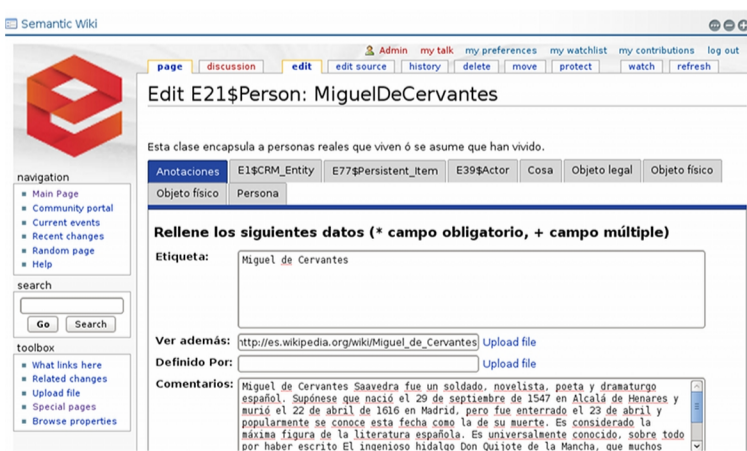 Semantic Wiki
Admin my talk my preferences my watchlist my contributions log out
page discussion edit edit source history delete move protect watch refresh
Edit E21$Person: MiguelDeCervantes
Esta clase encapsula a personas reales que viven ó se asume que han vivido.
Anotaciones E1$CRM_Entity E77$Persistent_Item E39$Actor Cosa Objeto legal Objeto físico
Objeto físico Persona
navigation
Main Page
Community portal
Current events
Recent changes
Random page
Help
search
Go Search
toolbox
What links here
Related changes
Upload file
Special pages
Browse properties
Rellene los siguientes datos (* campo obligatorio, + campo múltiple)
Etiqueta: Miguel de Cervantes
Ver además: http://es.wikipedia.org/wiki/Miguel_de_Cervantes Upload file
Definido Por: Upload file
Comentarios: Miguel de Cervantes Saavedra fue un soldado, novelista, poeta y dramaturgo
español. Supónese que nació el 29 de septiembre de 1547 en Alcalá de Henares y
murió el 22 de abril de 1616 en Madrid, pero fue enterrado el 23 de abril y
popularmente se conoce esta fecha como la de su muerte. Es considerado la
máxima figura de la literatura española. Es universalmente conocido, sobre todo
por haber escrito El ingenioso hidalgo Don Quijote de la Mancha, que muchos